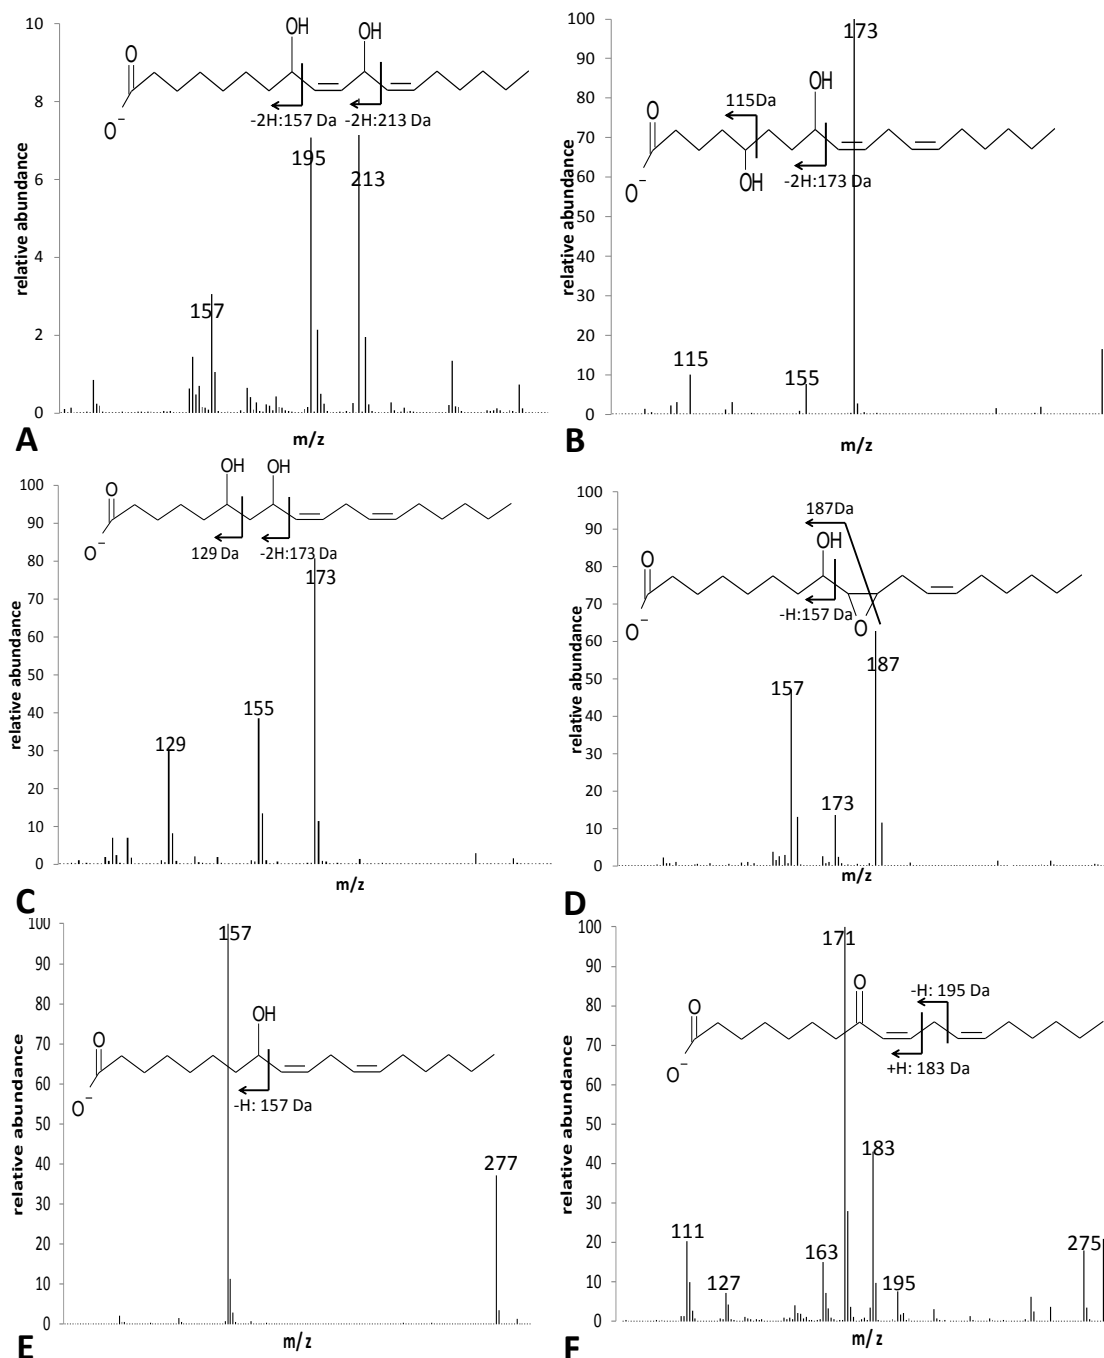 10
8
6
4
2
0
relative abundance
O
O
−
OH
OH
-2H:157 Da
-2H:213 Da
195
213
157
A
m/z
100
90
80
70
60
50
40
30
20
10
0
relative abundance
173
115Da
OH
O
O
−
OH
-2H:173 Da
115
155
B
m/z
100
90
80
70
60
50
40
30
20
10
0
relative abundance
OH
OH
O
O
−
129 Da
-2H:173 Da
173
155
129
C
m/z
100
90
80
70
60
50
40
30
20
10
0
relative abundance
187Da
OH
O
O
−
-H:157 Da
O
187
157
173
D
m/z
100
90
80
70
60
50
40
30
20
10
0
relative abundance
157
OH
O
O
−
-H: 157 Da
277
E
m/z
100
90
80
70
60
50
40
30
20
10
0
relative abundance
171
O
O
O
−
-H: 195 Da
+H: 183 Da
183
111
127
163
195
275
F
m/z